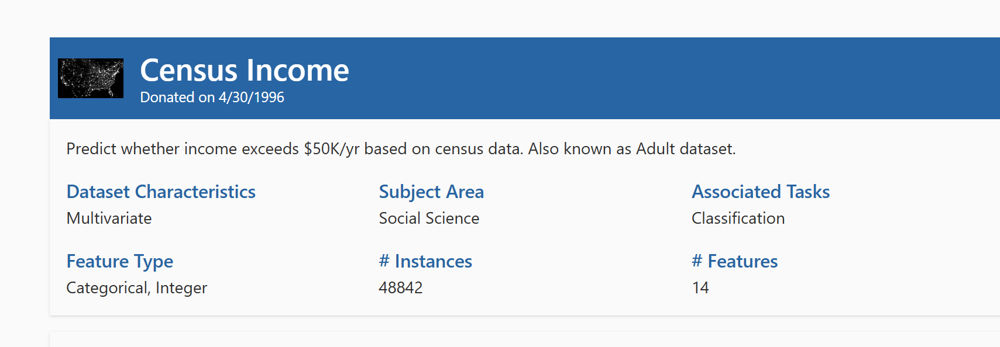 Census Income
Donated on 4/30/1996
Predict whether income exceeds $50K/yr based on census data. Also known as Adult dataset.
Dataset Characteristics
Multivariate
Subject Area
Social Science
Associated Tasks
Classification
Feature Type
Categorical, Integer
# Instances
48842
# Features
14